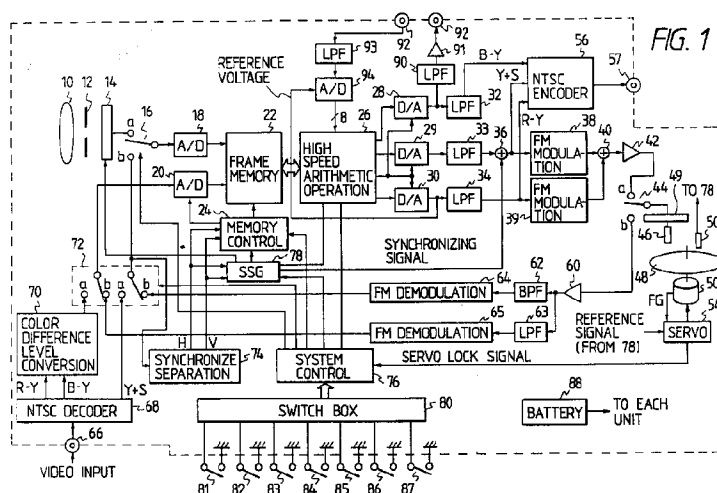 FIG. 1
REFERENCE VOLTAGE
92
92
93
LPF
94
A/D
8
91
90
LPF
B-Y
Y+S
R-Y
56
NTSC ENCODER
57
10
12
14
16
a
b
18
A/D
20
A/D
22
FRAME MEMORY
26
HIGH SPEED ARITHMETIC OPERATION
28
D/A
29
D/A
30
D/A
32
LPF
33
LPF
34
LPF
36
38
FM MODULATION
39
FM MODULATION
40
42
a
44
b
49
TO 78
46
50
48
50
54
FG
SERVO
24
MEMORY CONTROL
78
SSG
SYNCHRONIZING SIGNAL
72
a
b
a
b
70
COLOR DIFFERENCE LEVEL CONVERSION
R-Y
B-Y
Y+S
H
V
SYNCHRONIZE SEPARATION
74
SYSTEM CONTROL
76
64
FM DEMODULATION
65
FM DEMODULATION
62
BPF
63
LPF
60
REFERENCE SIGNAL (FROM 78)
SERVO LOCK SIGNAL
NTSC DECODER
68
66
VIDEO INPUT
SWITCH BOX
80
88
BATTERY
TO EACH UNIT
81
82
83
84
85
86
87